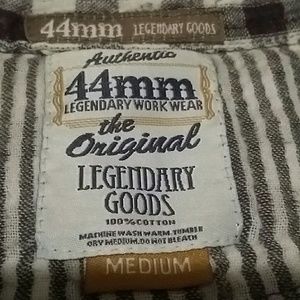 44mm LEGENDARY GOODS
Authentic
44mm
LEGENDARY WORK WEAR
the
Original
LEGENDARY
GOODS
100% COTTON
MACHINE WASH WARM. TUMBLE
DRY MEDIUM. DO NOT BLEACH
MEDIUM